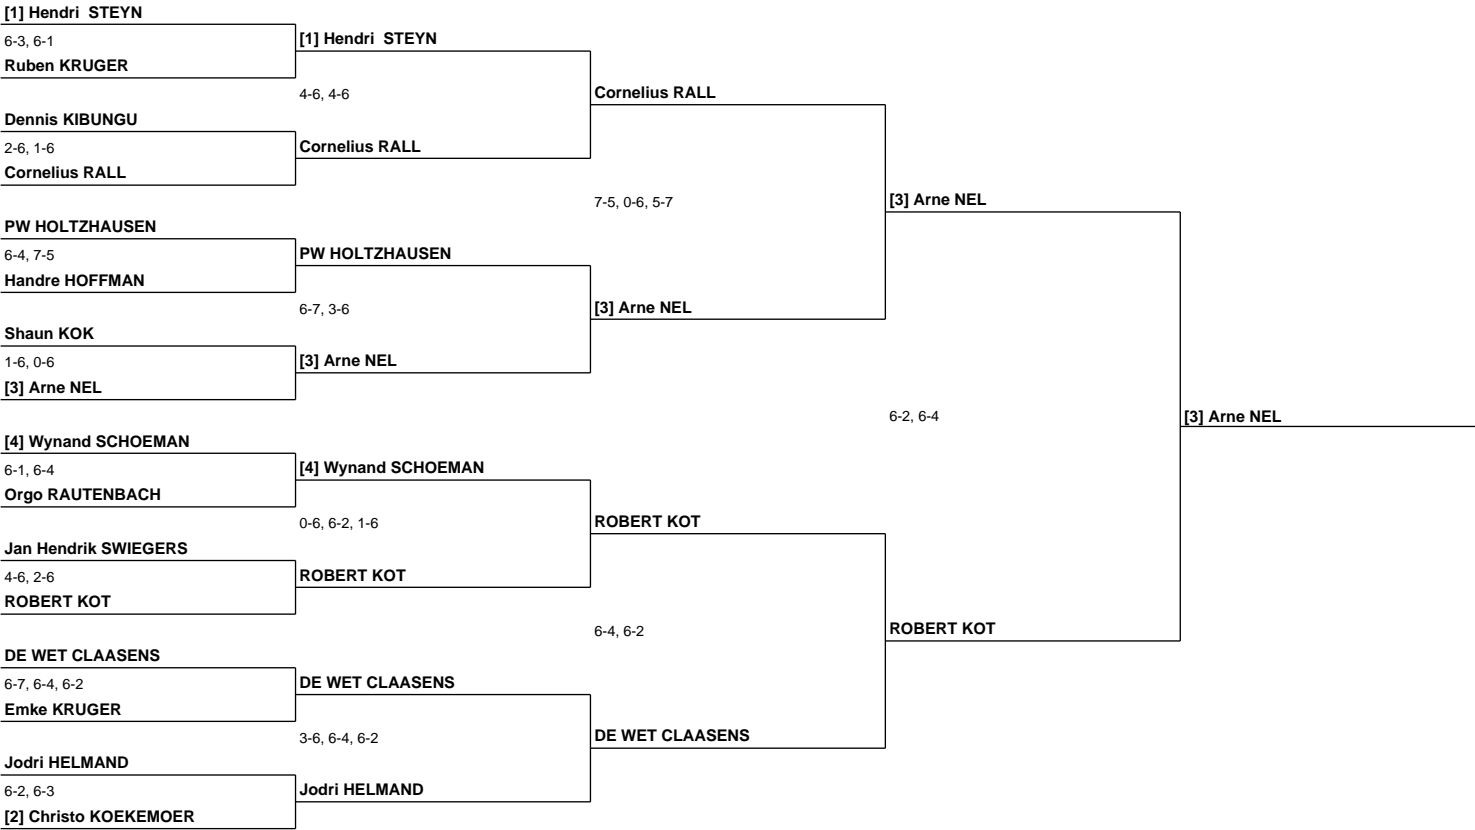 [1] Hendri  STEYN
6-3, 6-1
Ruben KRUGER
Dennis KIBUNGU
2-6, 1-6
Cornelius RALL
PW HOLTZHAUSEN
6-4, 7-5
Handre HOFFMAN
Shaun KOK
1-6, 0-6
[3] Arne NEL
[4] Wynand SCHOEMAN
6-1, 6-4
Orgo RAUTENBACH
Jan Hendrik SWIEGERS
4-6, 2-6
ROBERT KOT
DE WET CLAASENS
6-7, 6-4, 6-2
Emke KRUGER
Jodri HELMAND
6-2, 6-3
[2] Christo KOEKEMOER
[1] Hendri  STEYN
4-6, 4-6
Cornelius RALL
PW HOLTZHAUSEN
6-7, 3-6
[3] Arne NEL
[4] Wynand SCHOEMAN
0-6, 6-2, 1-6
ROBERT KOT
DE WET CLAASENS
3-6, 6-4, 6-2
Jodri HELMAND
Cornelius RALL
7-5, 0-6, 5-7
[3] Arne NEL
ROBERT KOT
6-4, 6-2
DE WET CLAASENS
[3] Arne NEL
6-2, 6-4
ROBERT KOT
[3] Arne NEL